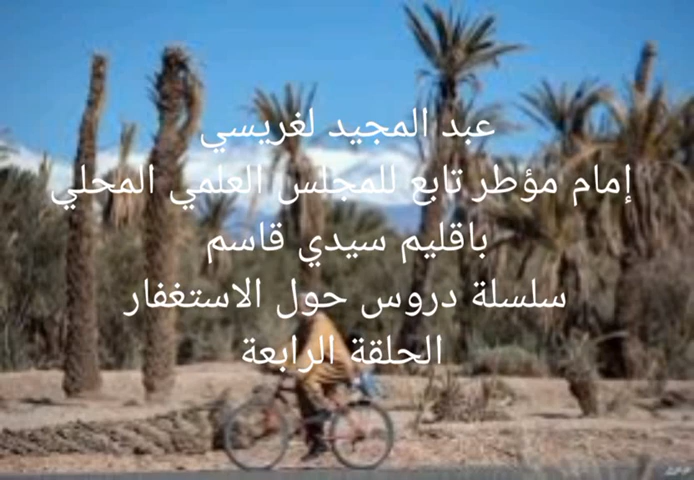 عبد المجيد لغريسي
إمام مؤطر تابع للمجلس العلمي المحلي
باقليم سيدي قاسم
سلسلة دروس حول الاستغفار
الحلقة الرابعة